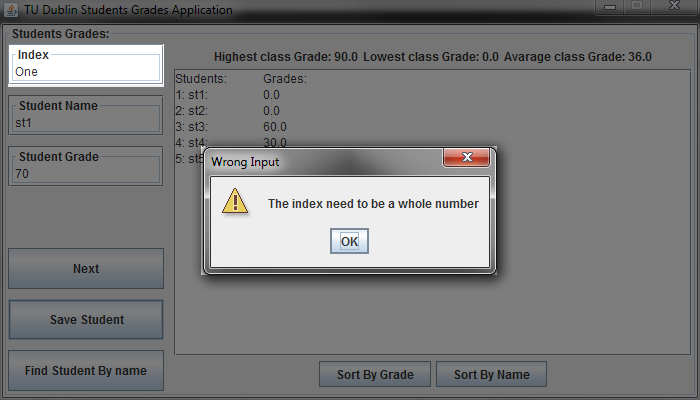 TU Dublin Students Grades Application
Students Grades:
Index
One
Highest class Grade: 90.0 Lowest class Grade: 0.0 Avarage class Grade: 36.0
Students: Grades:
1: st1: 0.0
2: st2: 0.0
3: st3: 60.0
4: st4: 30.0
5: st5
Student Name
st1
Student Grade
70
Wrong Input
The index need to be a whole number
OK
Next
Save Student
Find Student By name
Sort By Grade
Sort By Name